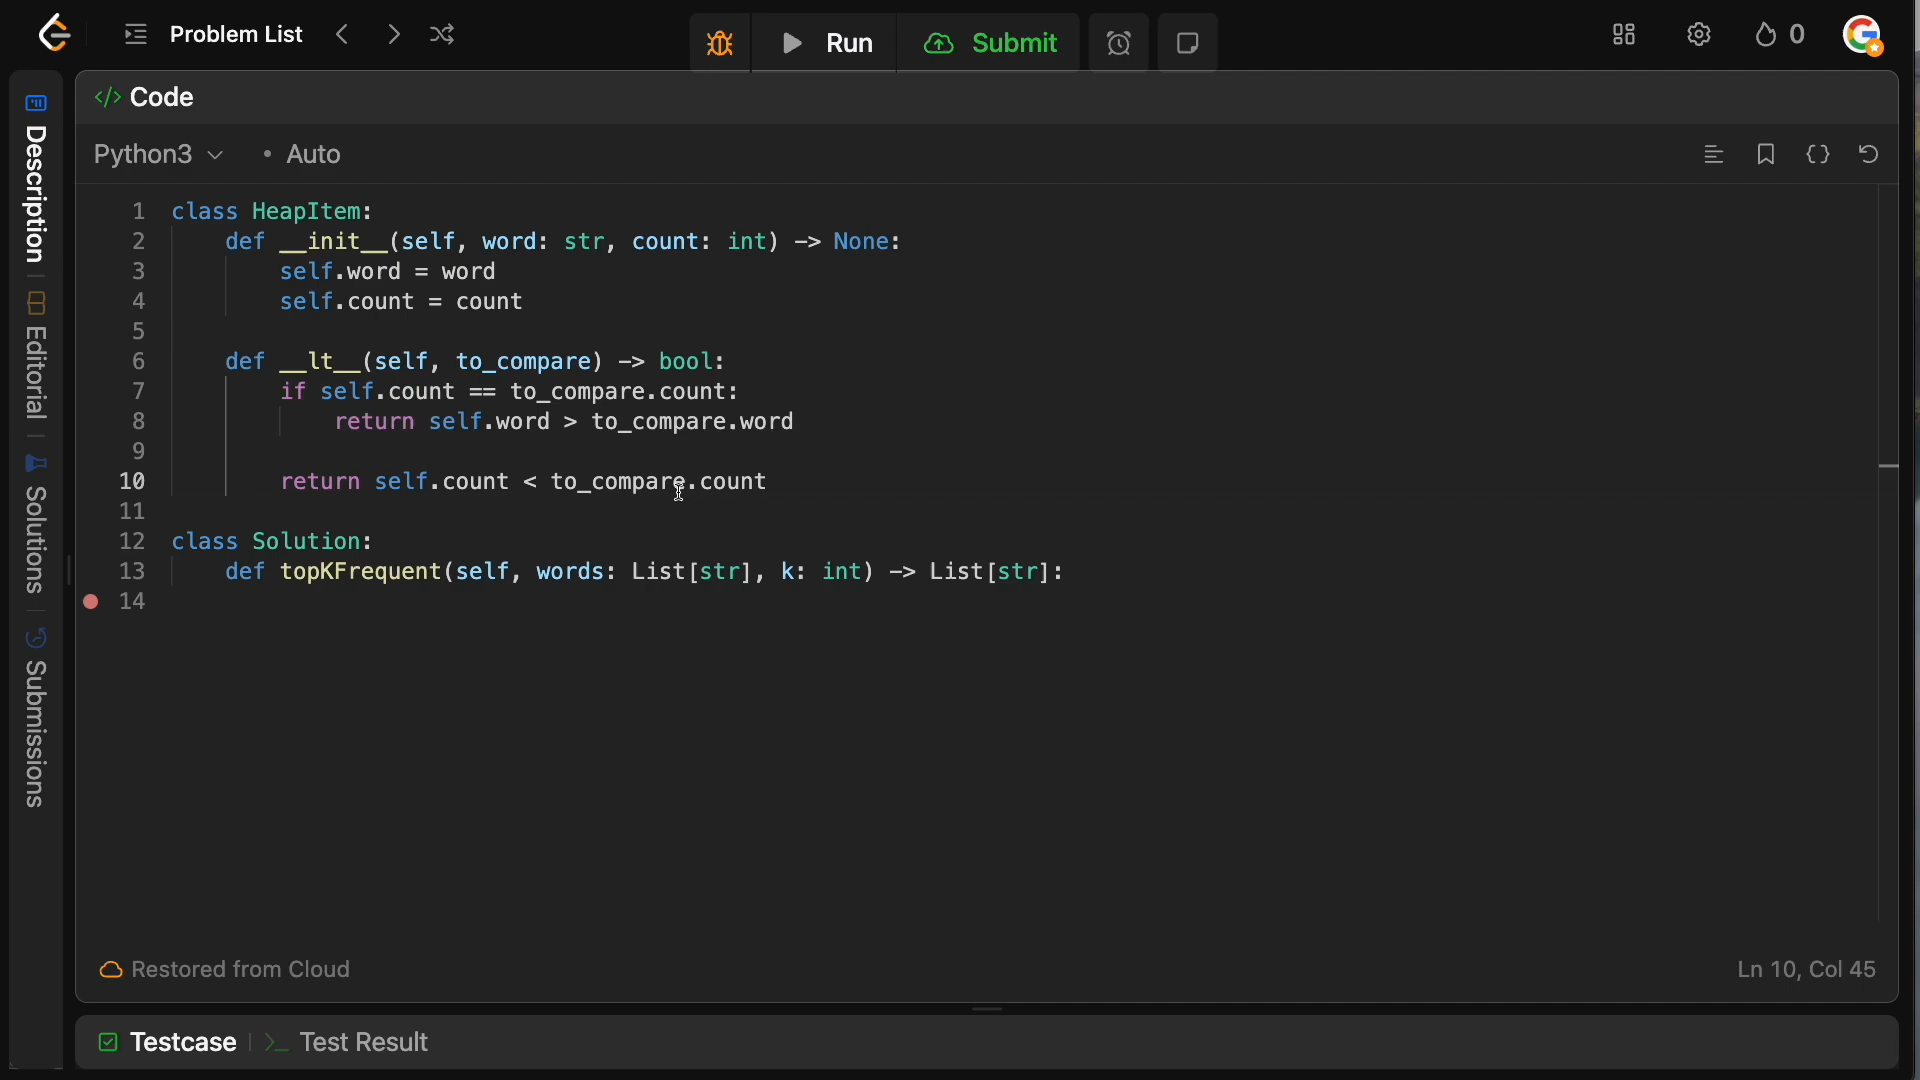 Problem List
Run
Submit
0
Description
Editorial
Solutions
Submissions
</> Code
Python3 • Auto
1 class HeapItem:
2     def __init__(self, word: str, count: int) -> None:
3         self.word = word
4         self.count = count
5
6     def __lt__(self, to_compare) -> bool:
7         if self.count == to_compare.count:
8             return self.word > to_compare.word
9
10         return self.count < to_compare.count
11
12 class Solution:
13     def topKFrequent(self, words: List[str], k: int) -> List[str]:
14
Restored from Cloud
Ln 10, Col 45
Testcase
Test Result